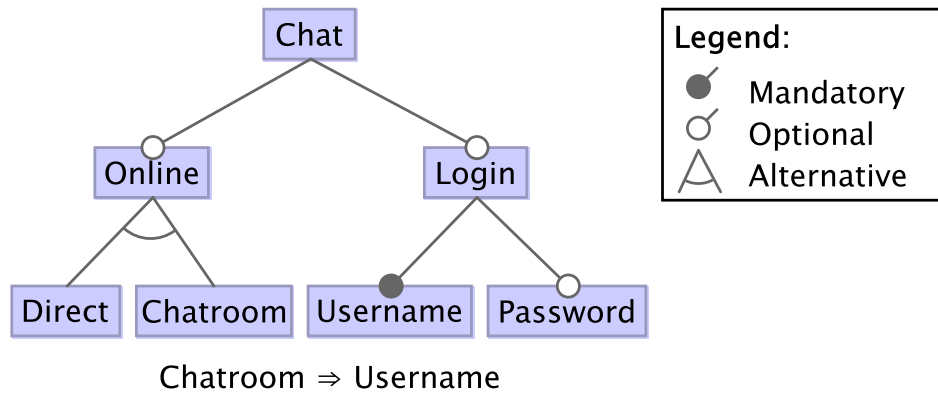 Chat
Legend:
Mandatory
Optional
Alternative
Online
Login
Direct
Chatroom
Username
Password
Chatroom ⇒ Username